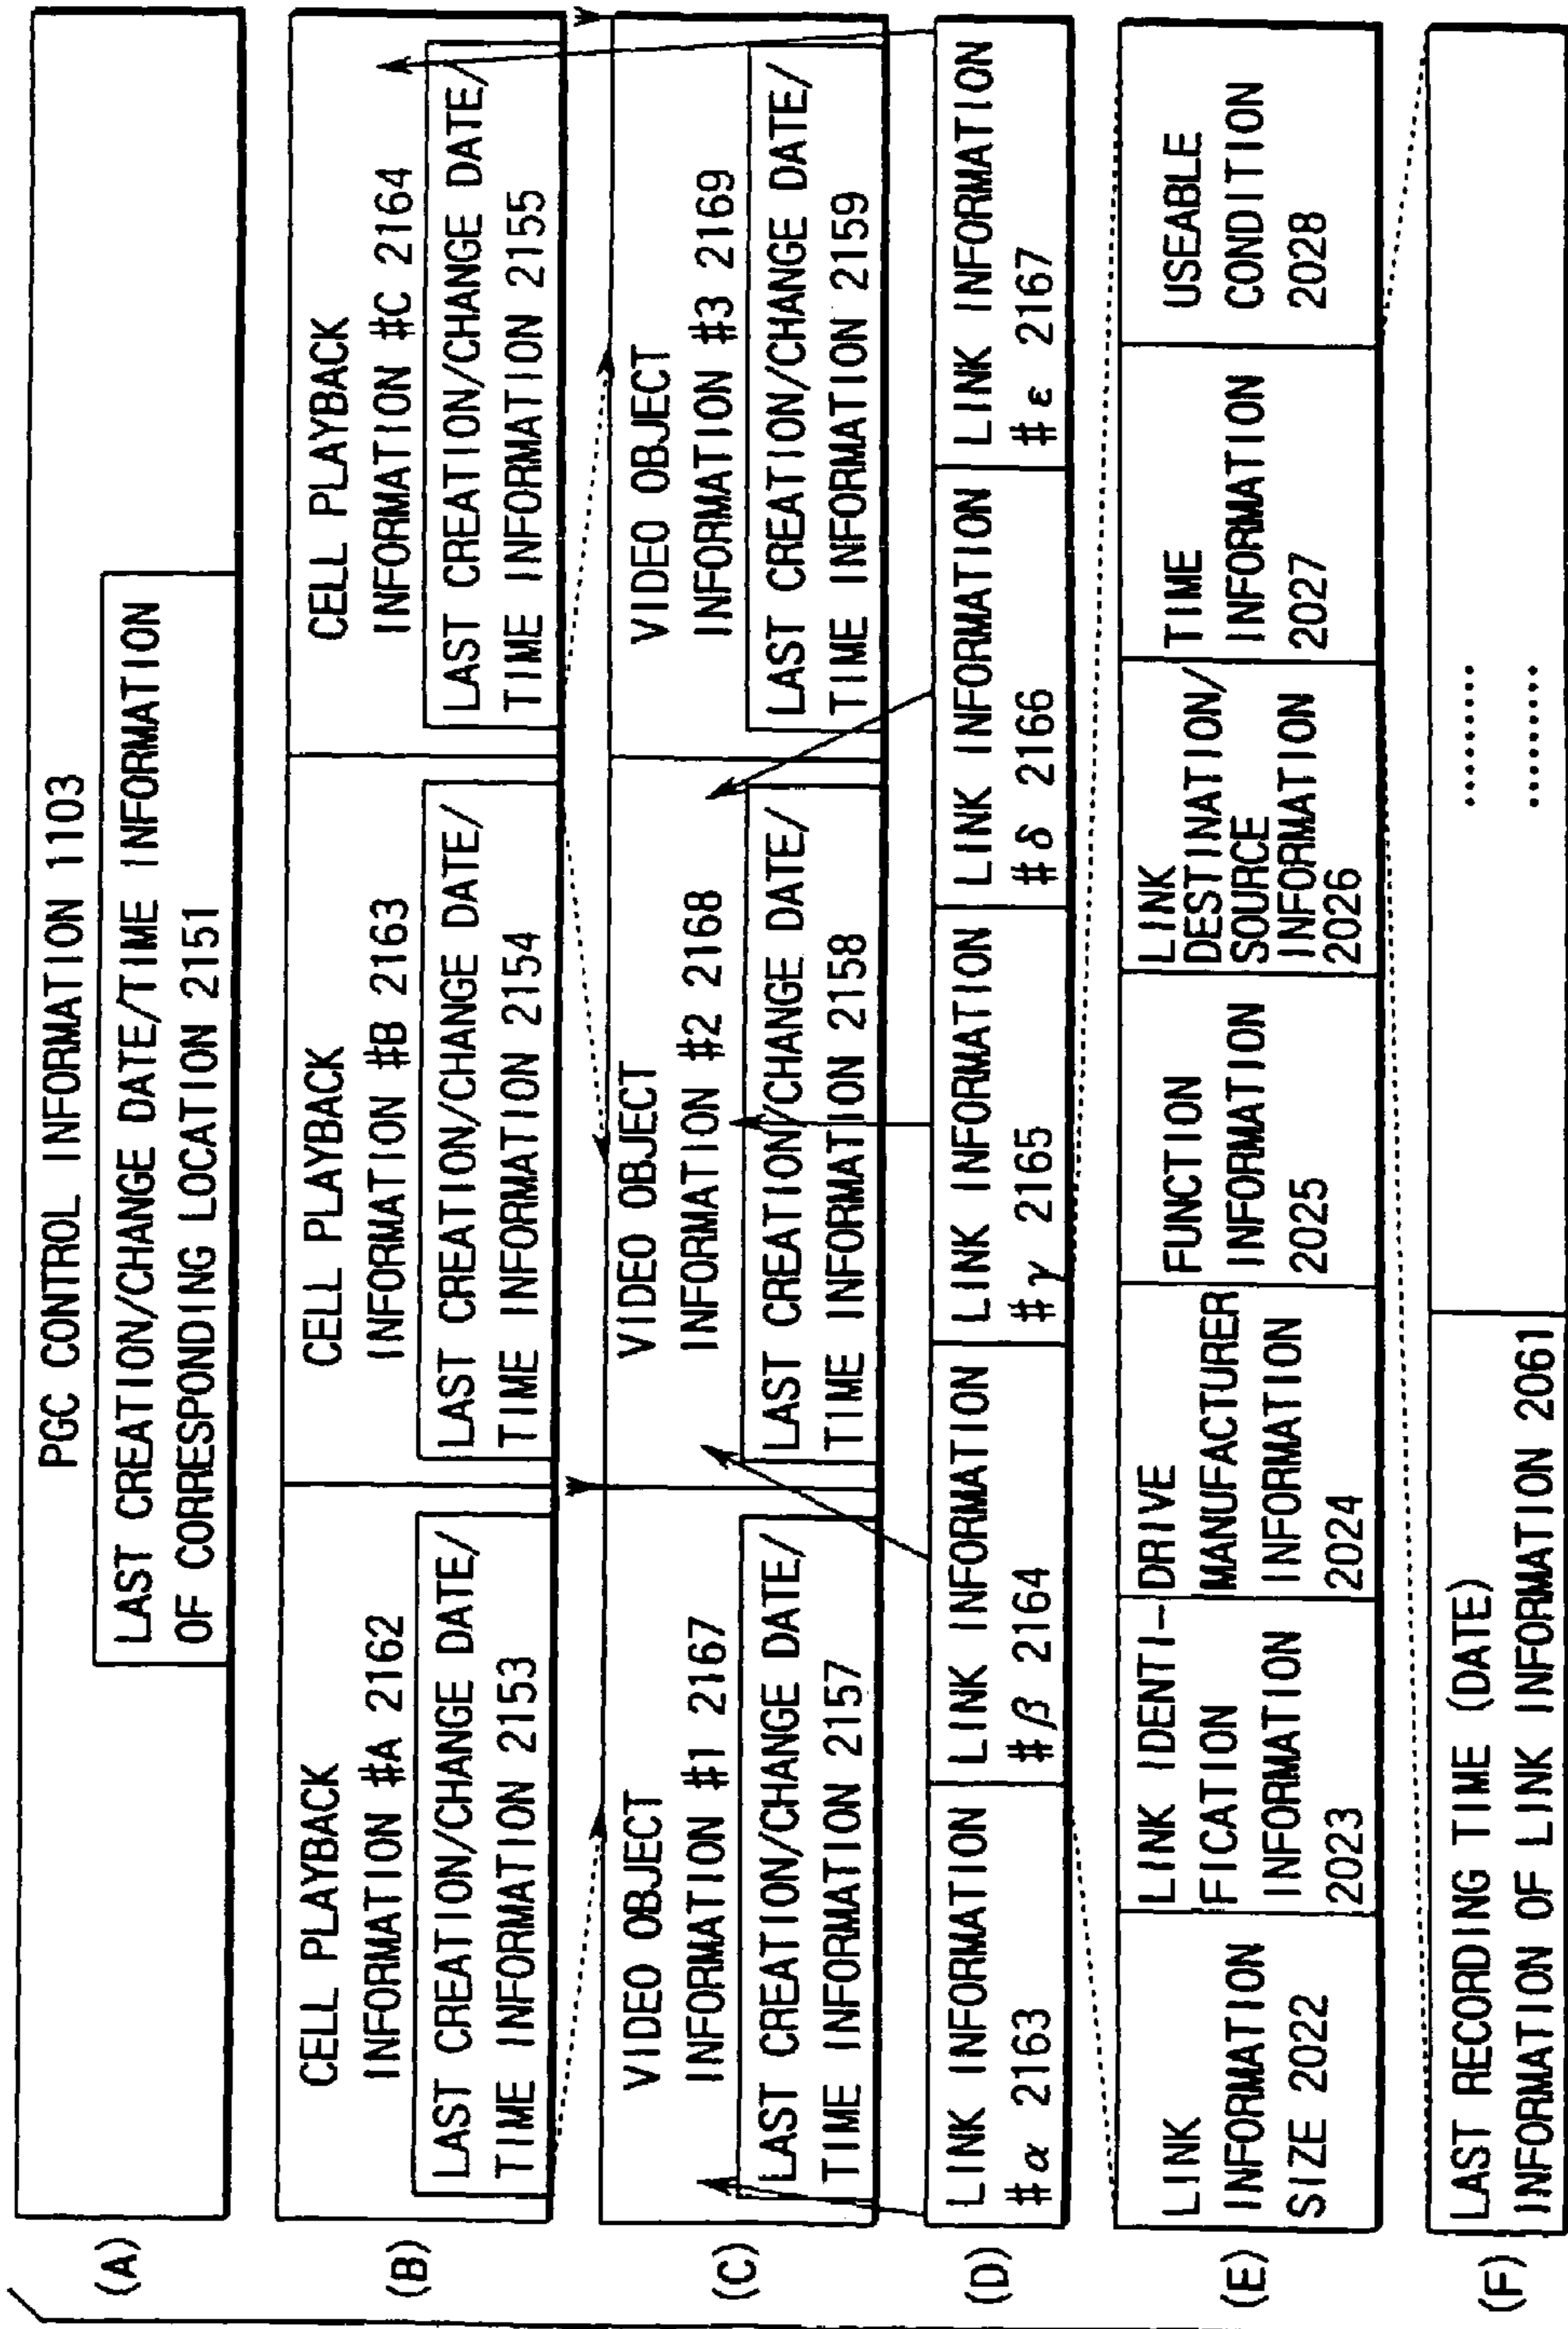 (A)
PGC CONTROL INFORMATION 1103
LAST CREATION/CHANGE DATE/TIME INFORMATION
OF CORRESPONDING LOCATION 2151
(B)
CELL PLAYBACK
INFORMATION #A 2162
LAST CREATION/CHANGE DATE/
TIME INFORMATION 2153
CELL PLAYBACK
INFORMATION #B 2163
LAST CREATION/CHANGE DATE/
TIME INFORMATION 2154
CELL PLAYBACK
INFORMATION #C 2164
LAST CREATION/CHANGE DATE/
TIME INFORMATION 2155
(C)
VIDEO OBJECT
INFORMATION #1 2167
LAST CREATION/CHANGE DATE/
TIME INFORMATION 2157
VIDEO OBJECT
INFORMATION #2 2168
LAST CREATION/CHANGE DATE/
TIME INFORMATION 2158
VIDEO OBJECT
INFORMATION #3 2169
LAST CREATION/CHANGE DATE/
TIME INFORMATION 2159
(D)
LINK INFORMATION
#α 2163
LINK INFORMATION
#β 2164
LINK INFORMATION
#γ 2165
LINK INFORMATION
#δ 2166
LINK INFORMATION
#ε 2167
(E)
LINK
INFORMATION
SIZE 2022
LINK IDENTI-
FICATION
INFORMATION
2023
DRIVE
MANUFACTURER
INFORMATION
2024
FUNCTION
INFORMATION
2025
LINK
DESTINATION/
SOURCE
INFORMATION
2026
TIME
INFORMATION
2027
USEABLE
CONDITION
2028
(F)
LAST RECORDING TIME (DATE)
INFORMATION OF LINK INFORMATION 2061
.........
.........